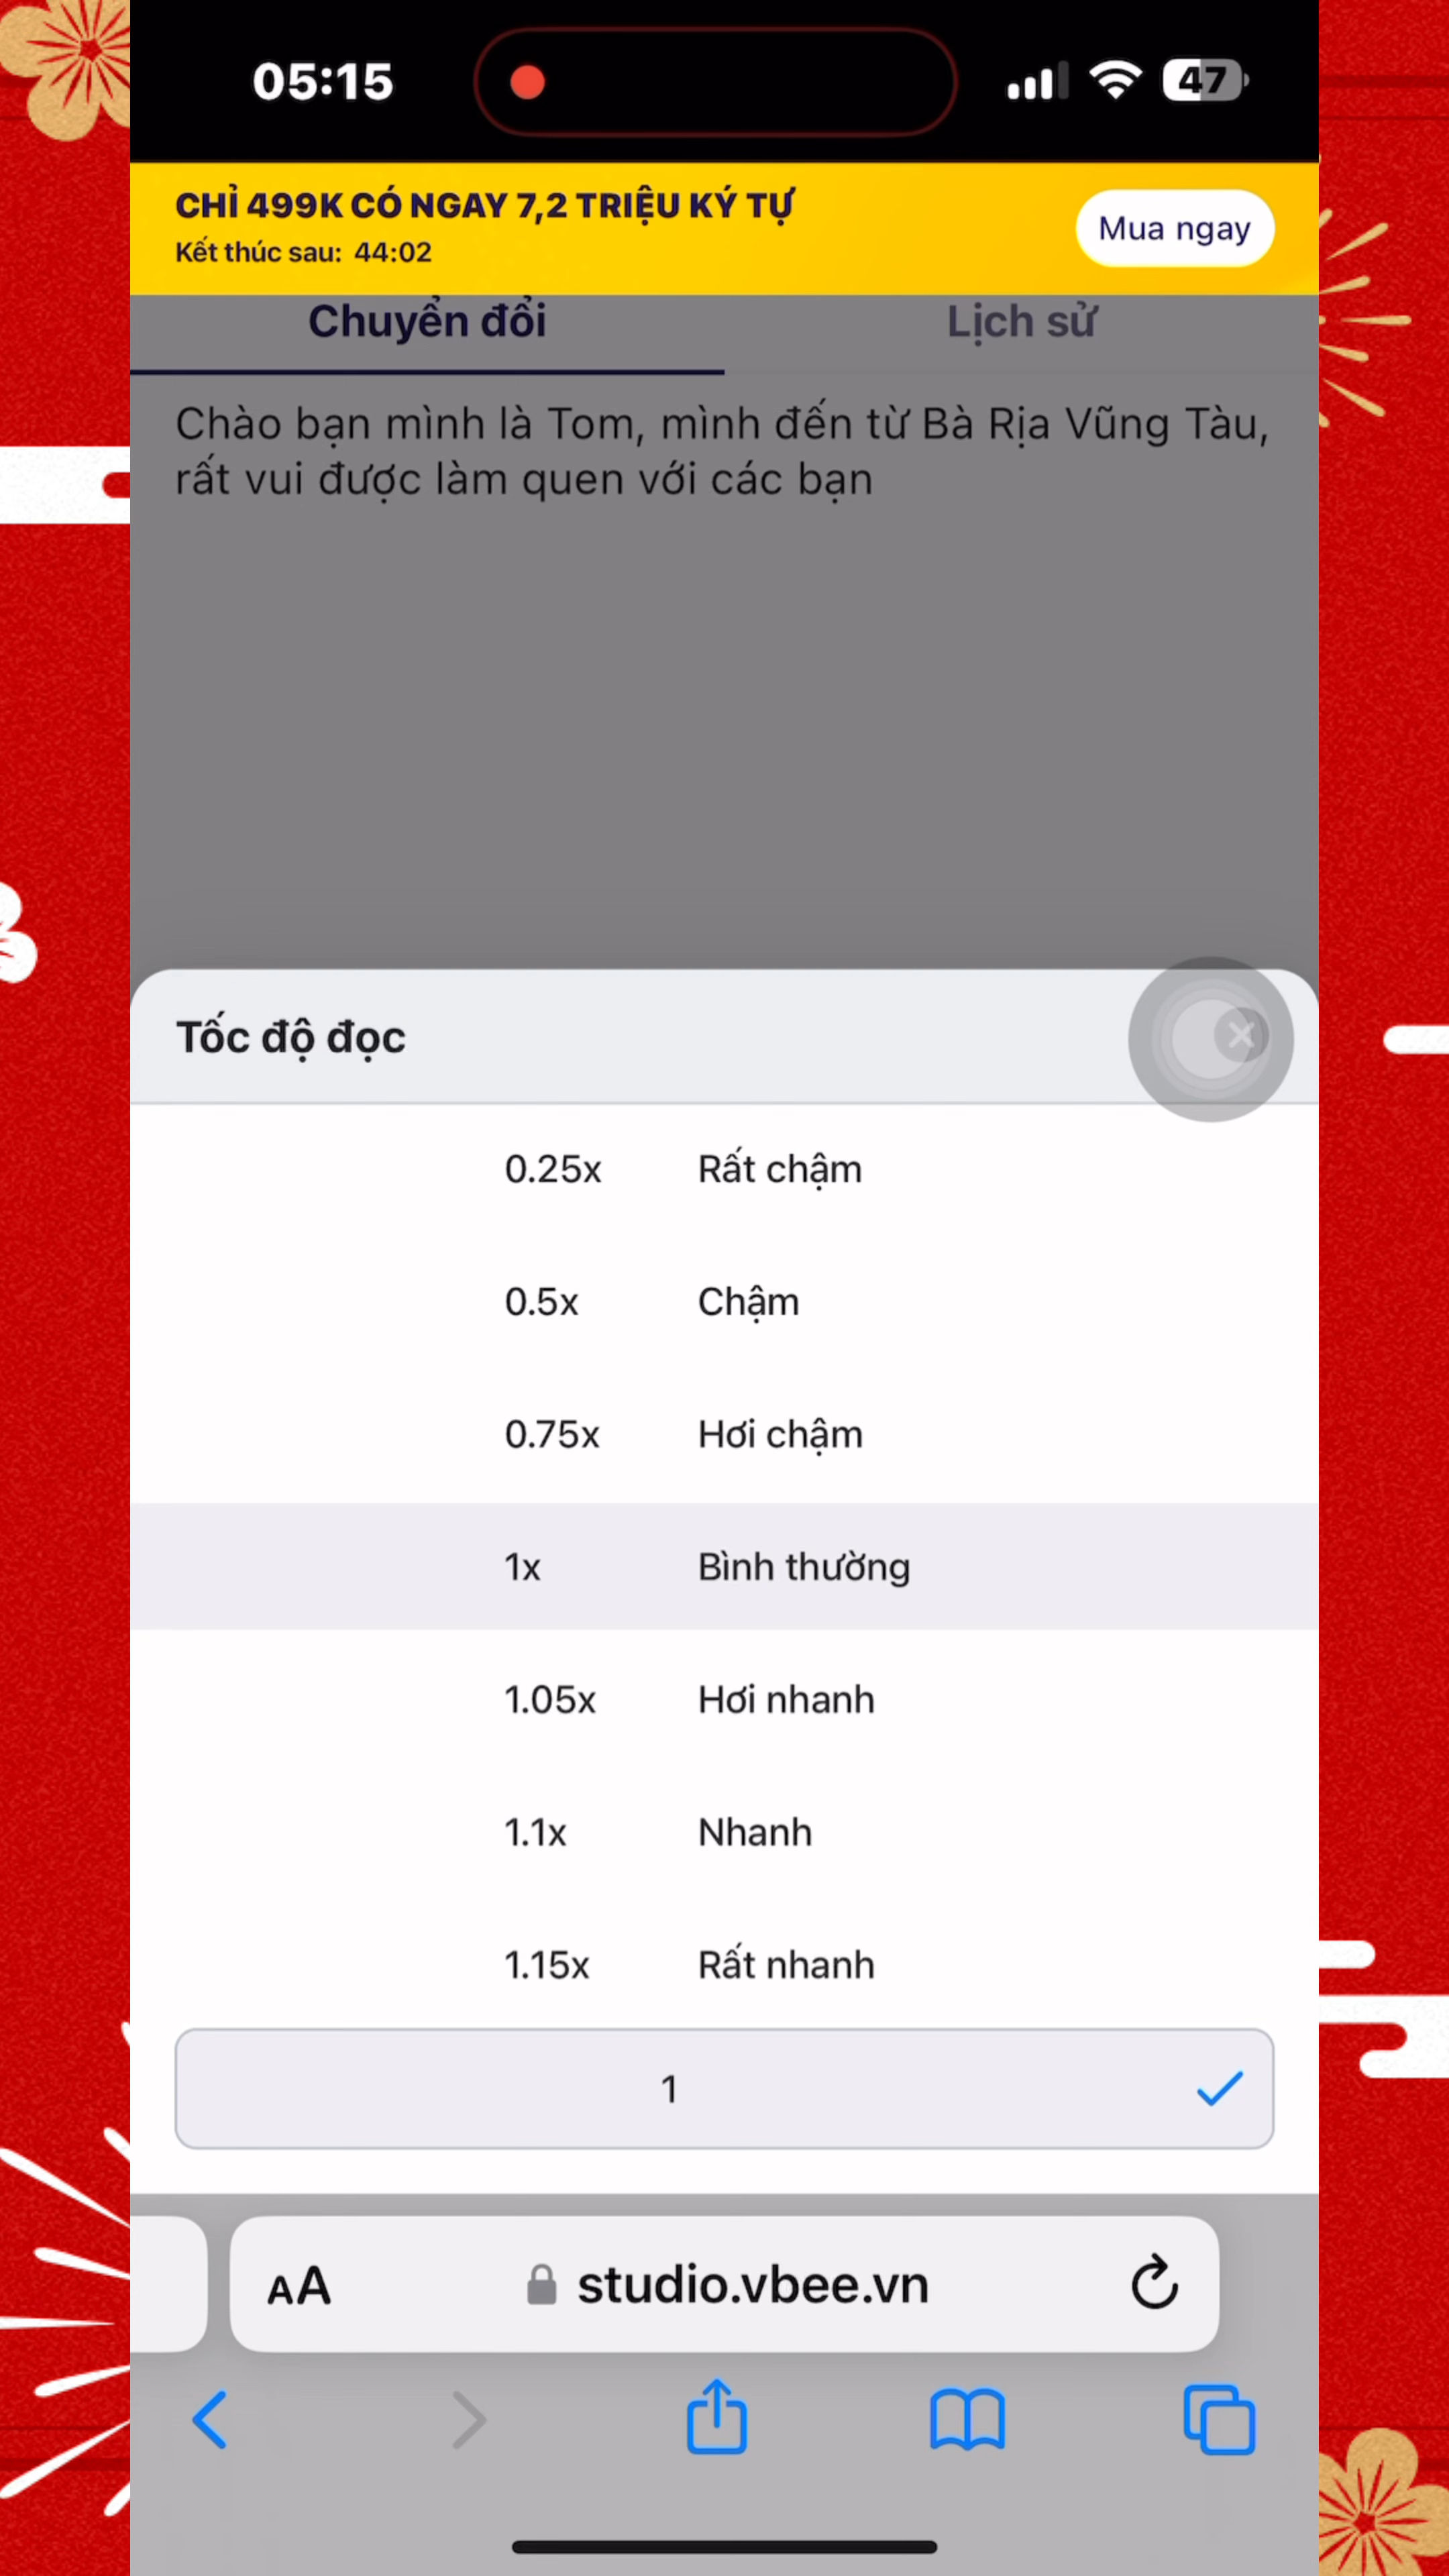 05:15
47
CHỈ 499K CÓ NGAY 7,2 TRIỆU KÝ TỰ
Kết thúc sau: 44:02
Mua ngay
Chuyển đổi
Lịch sử
Chào bạn mình là Tom, mình đến từ Bà Rịa Vũng Tàu,
rất vui được làm quen với các bạn
Tốc độ đọc
0.25x Rất chậm
0.5x Chậm
0.75x Hơi chậm
1x Bình thường
1.05x Hơi nhanh
1.1x Nhanh
1.15x Rất nhanh
1
AA studio.vbee.vn